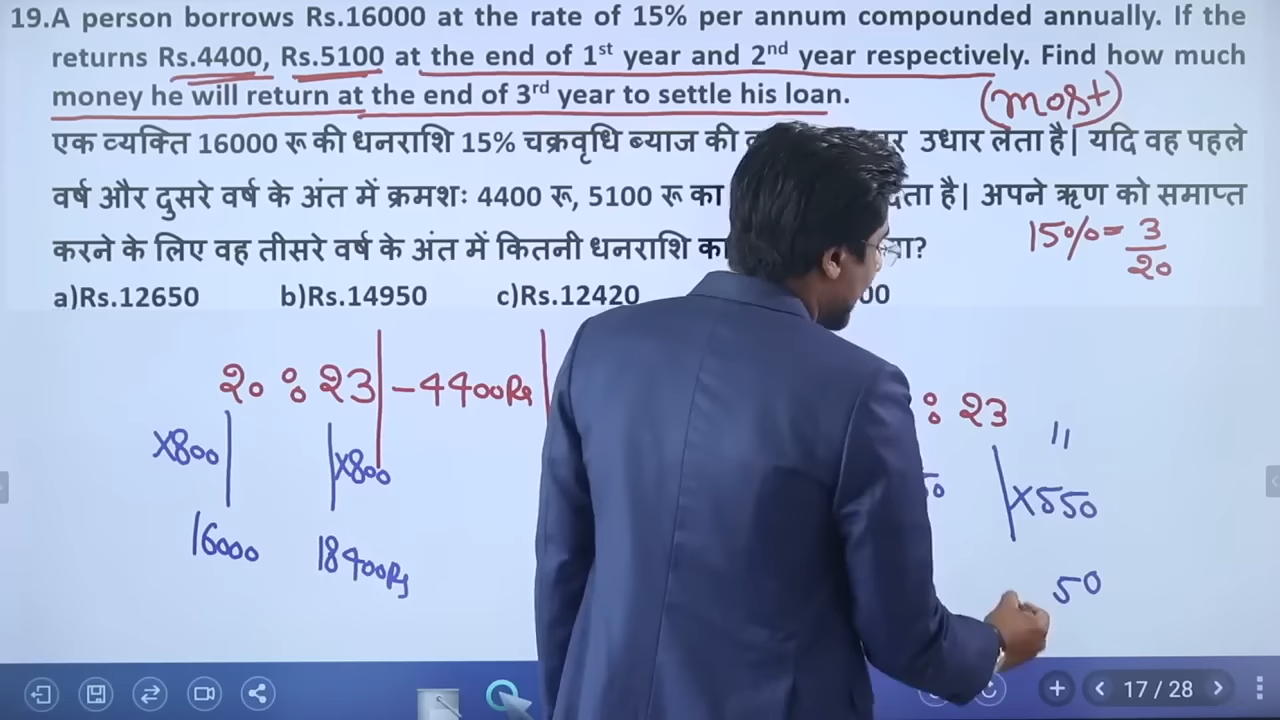 19.A person borrows Rs.16000 at the rate of 15% per annum compounded annually. If the
returns Rs.4400, Rs.5100 at the end of 1st year and 2nd year respectively. Find how much
money he will return at the end of 3rd year to settle his loan.
(most)
एक व्यक्ति 16000 रू की धनराशि 15% चक्रवृधि ब्याज की उधार लेता है| यदि वह पहले
वर्ष और दुसरे वर्ष के अंत में क्रमशः 4400 रू, 5100 रू का है| अपने ऋण को समाप्त
करने के लिए वह तीसरे वर्ष के अंत में कितनी धनराशि
15%= 3/20
a)Rs.12650 b)Rs.14950 c)Rs.12420 00
20 : 23 -4400Rs : 23
×800 ×800 ×550
16000 18400Rs 50
17 / 28